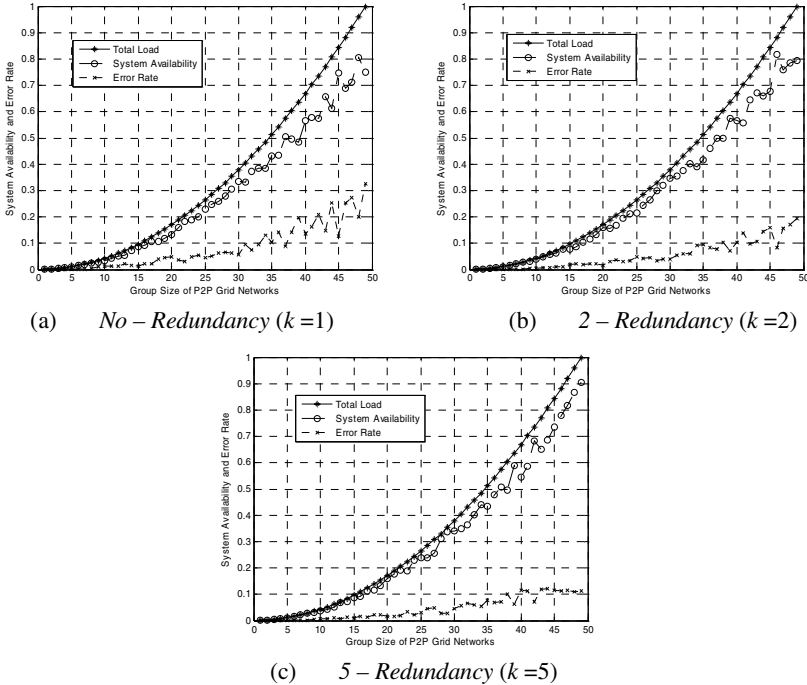 1
0.9
0.8
0.7
0.6
0.5
0.4
0.3
0.2
0.1
0
System Availability and Error Rate
Total Load
System Availability
Error Rate
0 5 10 15 20 25 30 35 40 45 50
Group Size of P2P Grid Networks
(a) No – Redundancy (k =1)
1
0.9
0.8
0.7
0.6
0.5
0.4
0.3
0.2
0.1
0
System Availability and Error Rate
Total Load
System Availability
Error Rate
0 5 10 15 20 25 30 35 40 45 50
Group Size of P2P Grid Networks
(b) 2 – Redundancy (k =2)
1
0.9
0.8
0.7
0.6
0.5
0.4
0.3
0.2
0.1
0
System Availability and Error Rate
Total Load
System Availability
Error Rate
0 5 10 15 20 25 30 35 40 45 50
Group Size of P2P Grid Networks
(c) 5 – Redundancy (k =5)